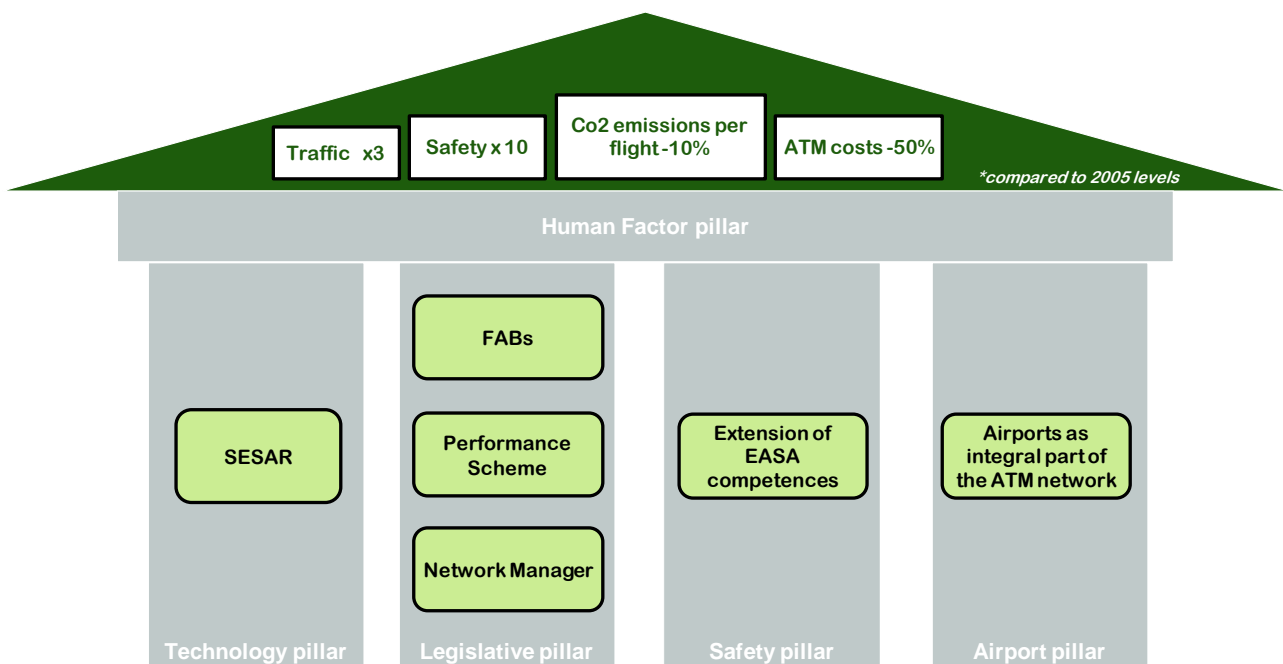 Traffic x3
Safety x 10
Co2 emissions per
flight -10%
ATM costs -50%
*compared to 2005 levels
Human Factor pillar
SESAR
Technology pillar
FABs
Performance
Scheme
Network Manager
Legislative pillar
Extension of
EASA
competences
Safety pillar
Airports as
integral part of
the ATM network
Airport pillar